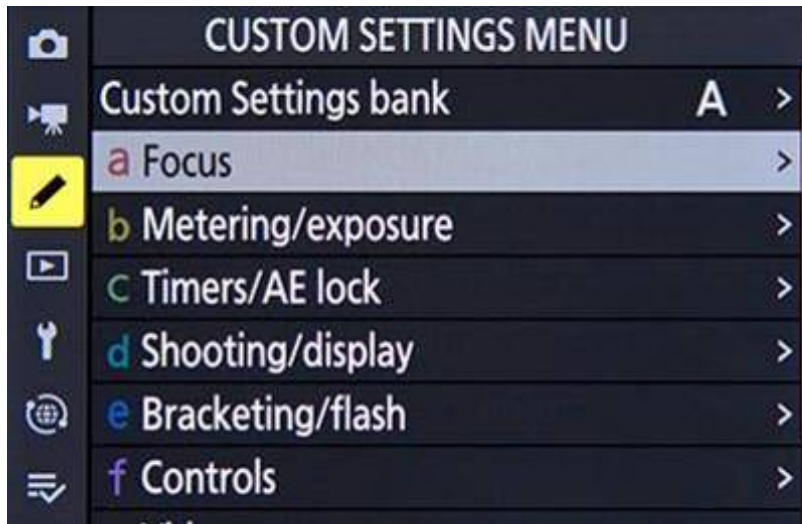 CUSTOM SETTINGS MENU
Custom Settings bank A >
a Focus >
b Metering/exposure >
c Timers/AE lock >
d Shooting/display >
e Bracketing/flash >
f Controls >